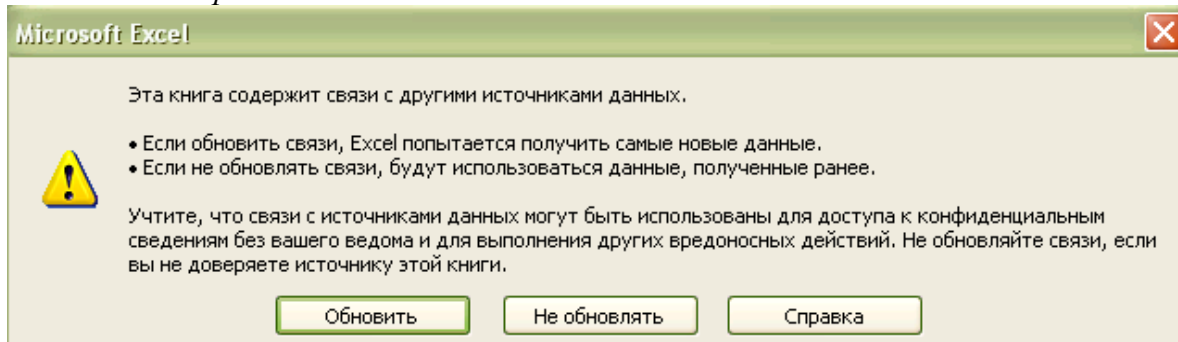 Microsoft Excel
Эта книга содержит связи с другими источниками данных.
• Если обновить связи, Excel попытается получить самые новые данные.
• Если не обновлять связи, будут использоваться данные, полученные ранее.
Учтите, что связи с источниками данных могут быть использованы для доступа к конфиденциальным
сведениям без вашего ведома и для выполнения других вредоносных действий. Не обновляйте связи, если
вы не доверяете источнику этой книги.
Обновить
Не обновлять
Справка